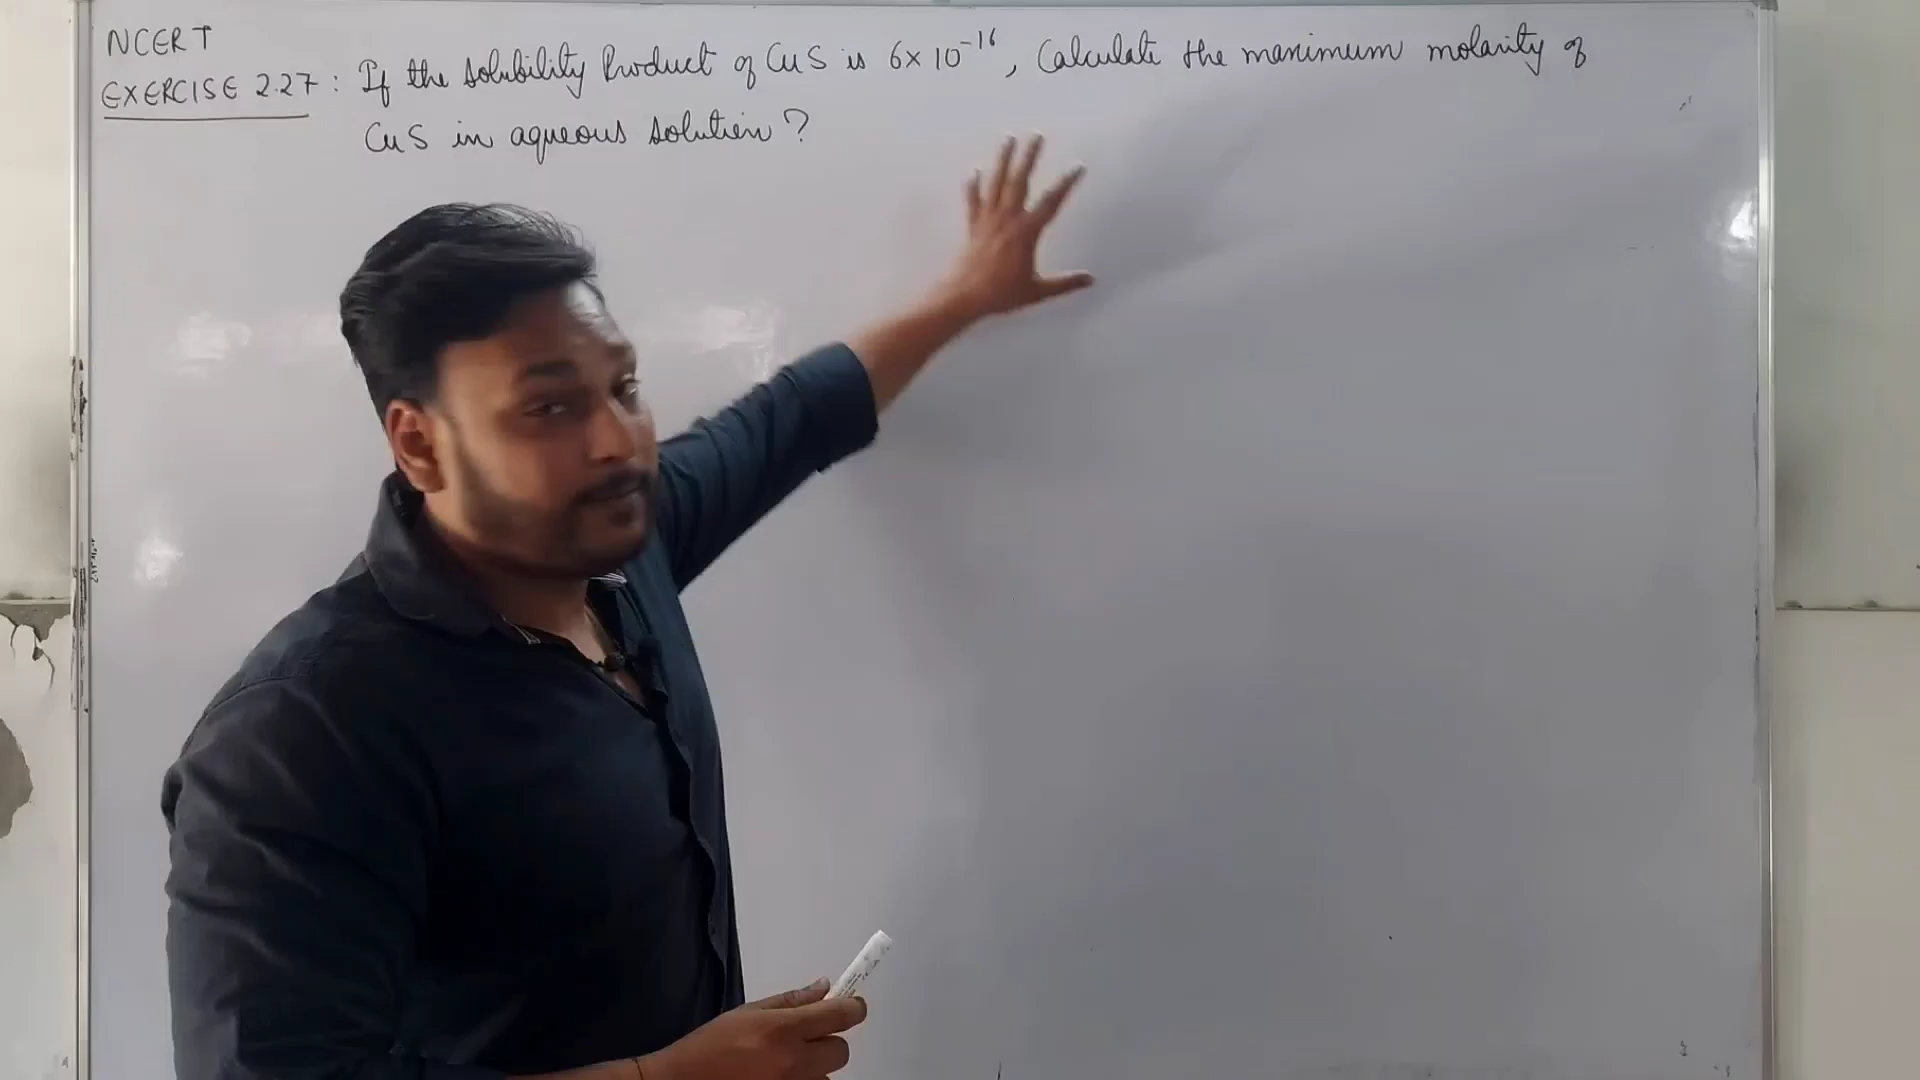 NCERT
EXERCISE 2.27 : If the solubility Product of CuS is 6×10⁻¹⁶, Calculate the maximum molarity of
CuS in aqueous solution ?